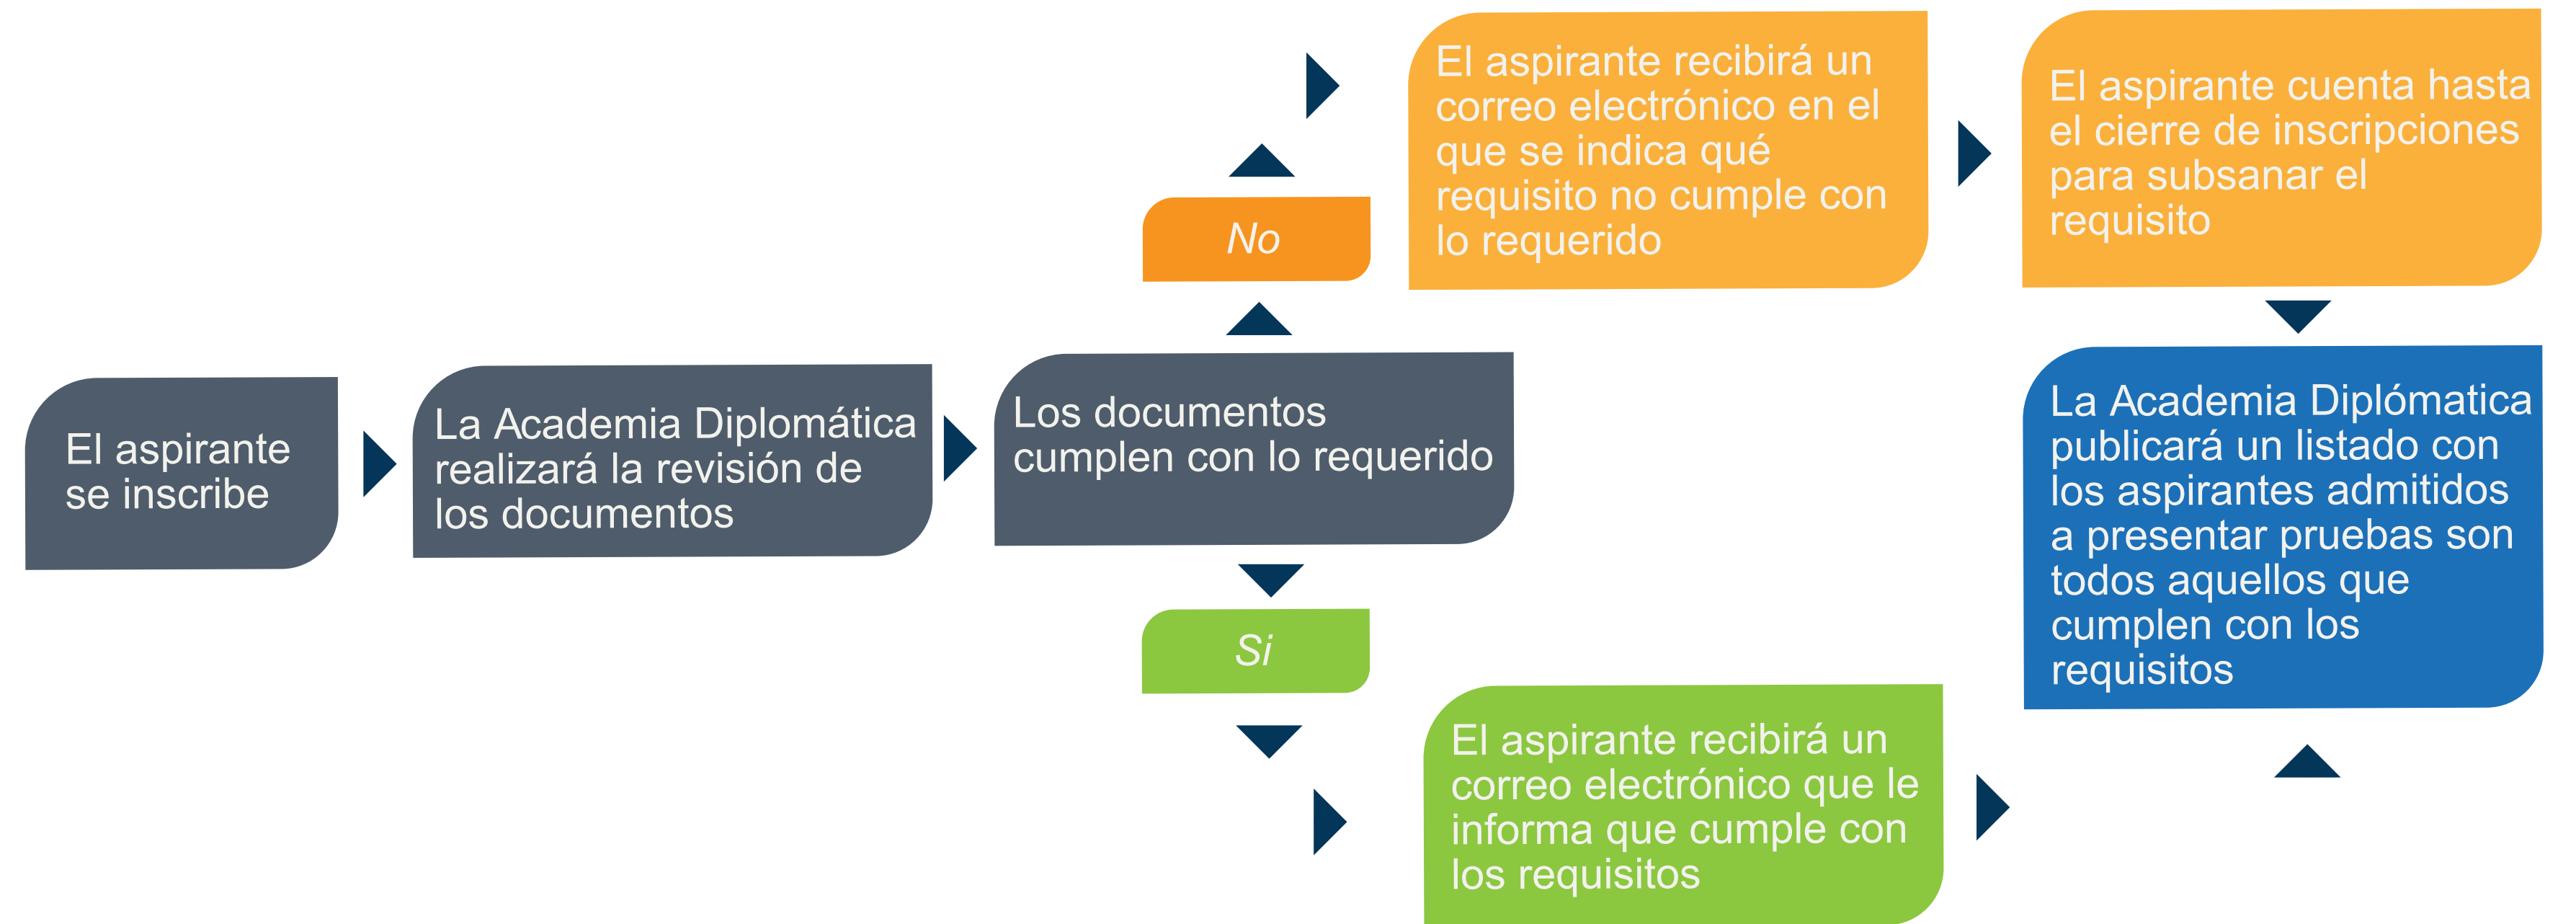 El aspirante
se inscribe
La Academia Diplomática
realizará la revisión de
los documentos
Los documentos
cumplen con lo requerido
No
El aspirante recibirá un
correo electrónico en el
que se indica qué
requisito no cumple con
lo requerido
El aspirante cuenta hasta
el cierre de inscripciones
para subsanar el
requisito
Si
El aspirante recibirá un
correo electrónico que le
informa que cumple con
los requisitos
La Academia Diplómatica
publicará un listado con
los aspirantes admitidos
a presentar pruebas son
todos aquellos que
cumplen con los
requisitos